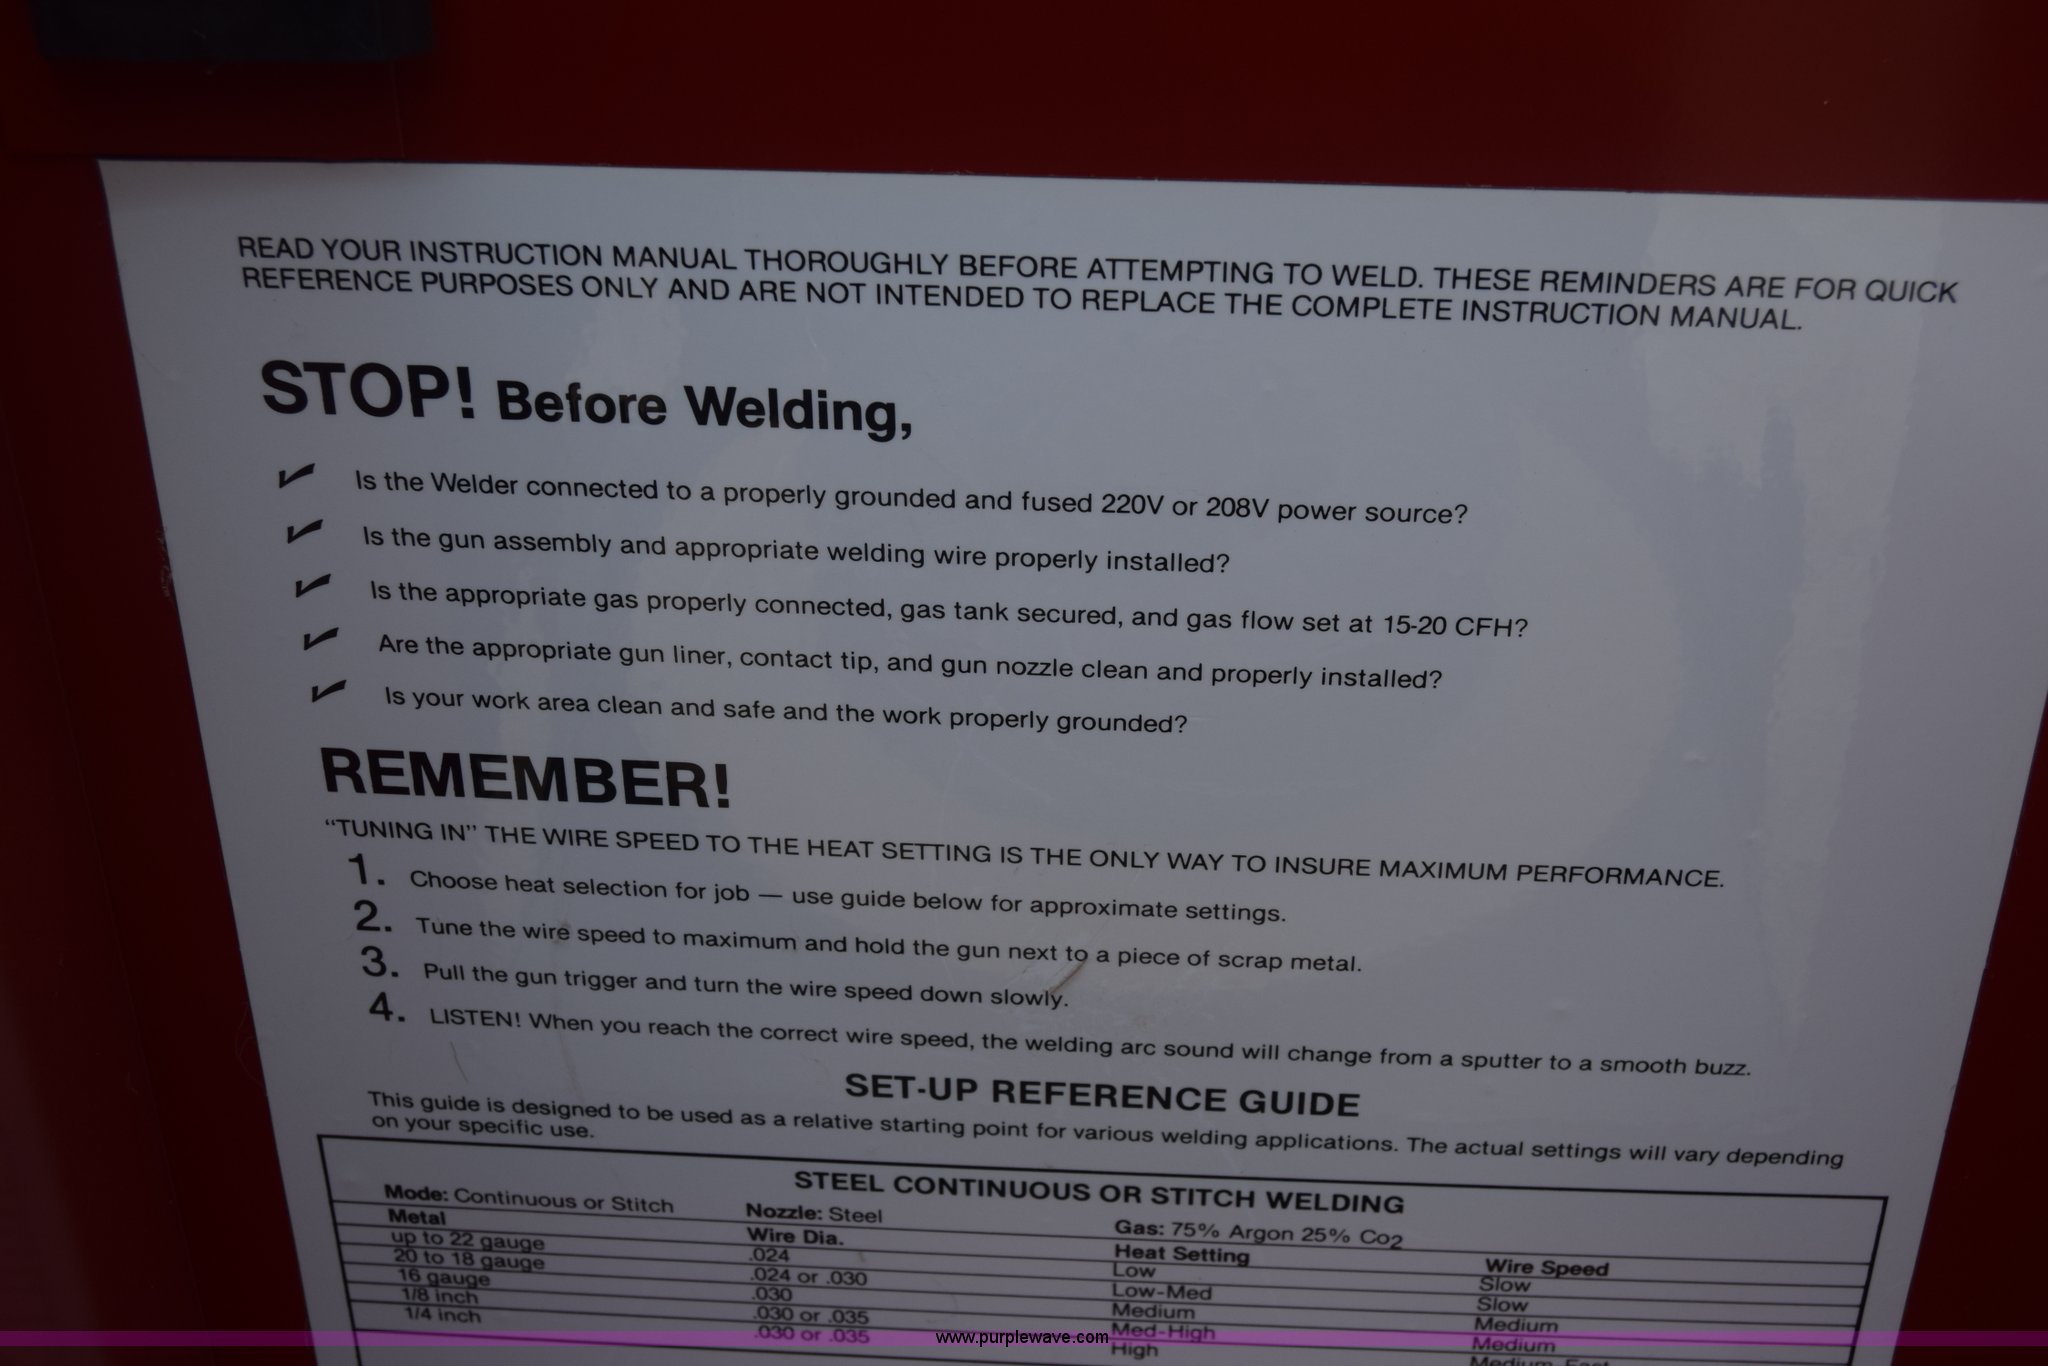 READ YOUR INSTRUCTION MANUAL THOROUGHLY BEFORE ATTEMPTING TO WELD. THESE REMINDERS ARE FOR QUICK
REFERENCE PURPOSES ONLY AND ARE NOT INTENDED TO REPLACE THE COMPLETE INSTRUCTION MANUAL.
STOP! Before Welding,
✓ Is the Welder connected to a properly grounded and fused 220V or 208V power source?
✓ Is the gun assembly and appropriate welding wire properly installed?
✓ Is the appropriate gas properly connected, gas tank secured, and gas flow set at 15-20 CFH?
✓ Are the appropriate gun liner, contact tip, and gun nozzle clean and properly installed?
✓ Is your work area clean and safe and the work properly grounded?
REMEMBER!
“TUNING IN” THE WIRE SPEED TO THE HEAT SETTING IS THE ONLY WAY TO INSURE MAXIMUM PERFORMANCE.
1. Choose heat selection for job — use guide below for approximate settings.
2. Tune the wire speed to maximum and hold the gun next to a piece of scrap metal.
3. Pull the gun trigger and turn the wire speed down slowly.
4. LISTEN! When you reach the correct wire speed, the welding arc sound will change from a sputter to a smooth buzz.
SET-UP REFERENCE GUIDE
This guide is designed to be used as a relative starting point for various welding applications. The actual settings will vary depending
on your specific use.
STEEL CONTINUOUS OR STITCH WELDING
Mode: Continuous or Stitch Nozzle: Steel Gas: 75% Argon 25% Co2
Metal Wire Dia. Heat Setting Wire Speed
up to 22 gauge .024 Low Slow
20 to 18 gauge .024 or .030 Low-Med Slow
16 gauge .030 Medium Medium
1/8 inch .030 or .035 Med-High Medium
1/4 inch .030 or .035 High Medium-Fast
www.purplewave.com